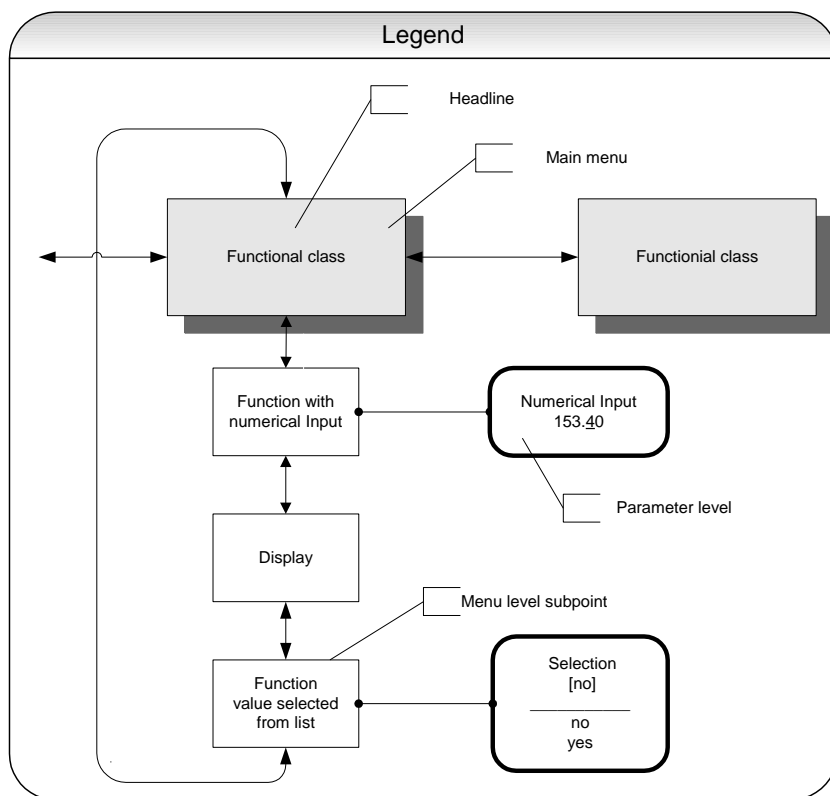 Legend
Headline
Main menu
Functional class
Functionial class
Function with
numerical Input
Numerical Input
153.40
Parameter level
Display
Menu level subpoint
Function
value selected
from list
Selection
[no]
no
yes